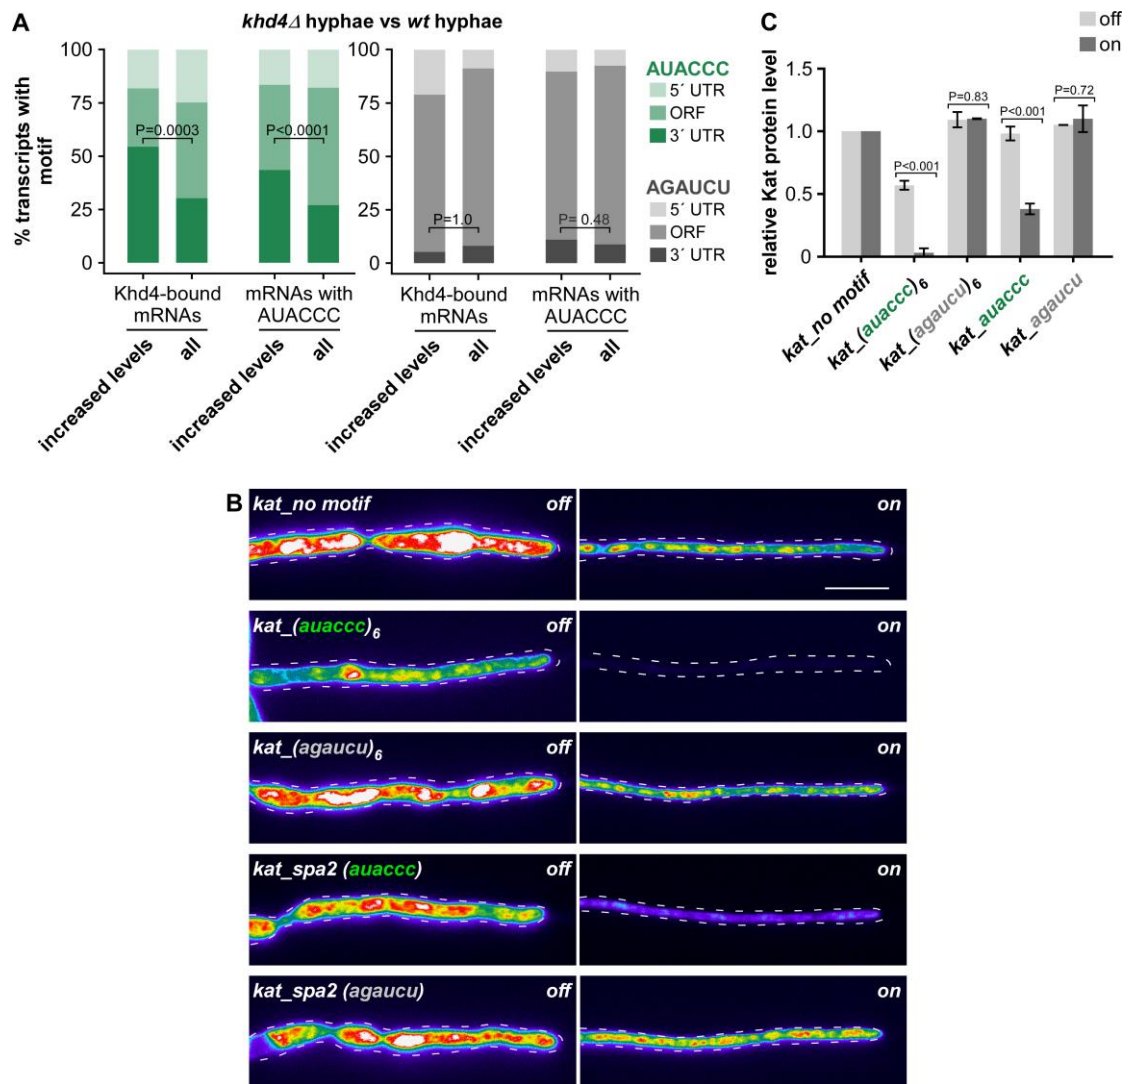 A
khd4Δ hyphae vs wt hyphae
% transcripts with
motif
100
75
50
25
0
P=0.0003
P<0.0001
Khd4-bound
mRNAs
mRNAs with
AUACCC
increased levels
all
increased levels
all
AUACCC
5´ UTR
ORF
3´ UTR
100
75
50
25
0
P=1.0
P= 0.48
Khd4-bound
mRNAs
mRNAs with
AUACCC
increased levels
all
increased levels
all
AGAUCU
5´ UTR
ORF
3´ UTR
C
off
on
relative Kat protein level
1.5
1.0
0.5
0
P<0.001
P=0.83
P<0.001
P=0.72
kat_no motif
kat_(auaccc)6
kat_(agaucu)6
kat_auaccc
kat_agaucu
B
kat_no motif off on
kat_(auaccc)6 off on
kat_(agaucu)6 off on
kat_spa2 (auaccc) off on
kat_spa2 (agaucu) off on